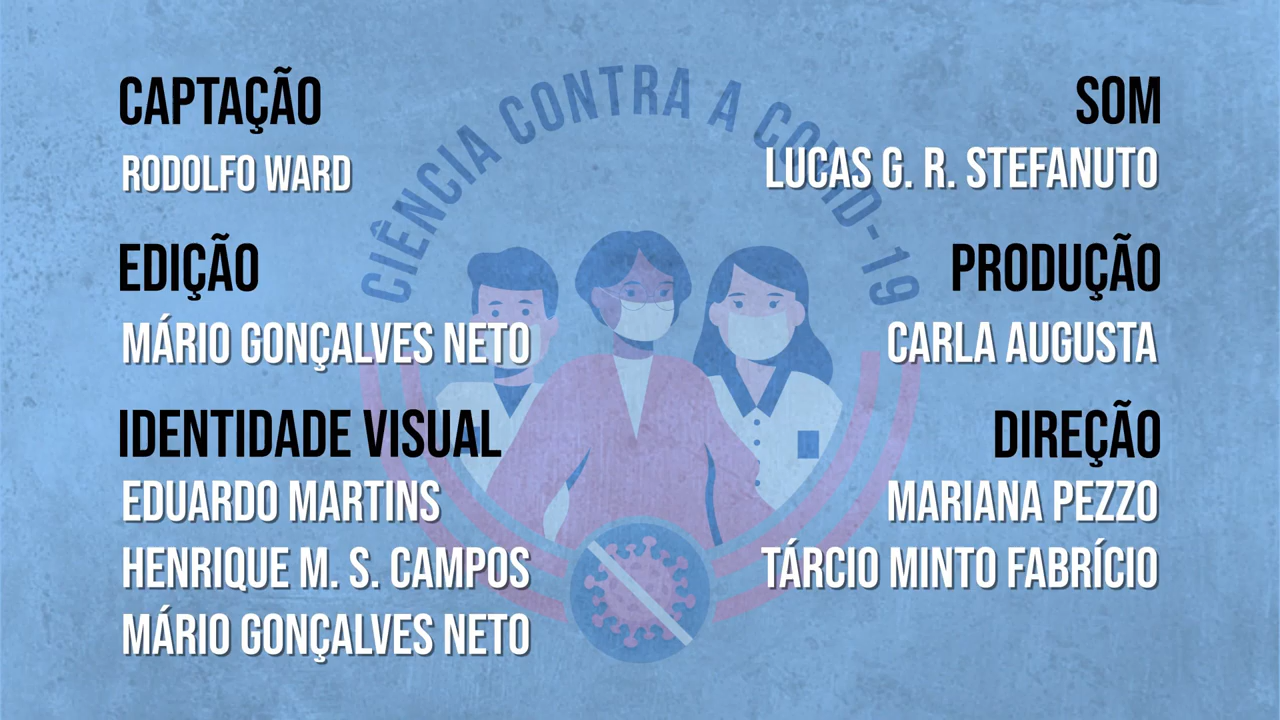 CIÊNCIA CONTRA A COVID-19
CAPTAÇÃO
RODOLFO WARD
EDIÇÃO
MÁRIO GONÇALVES NETO
IDENTIDADE VISUAL
EDUARDO MARTINS
HENRIQUE M. S. CAMPOS
MÁRIO GONÇALVES NETO
SOM
LUCAS G. R. STEFANUTO
PRODUÇÃO
CARLA AUGUSTA
DIREÇÃO
MARIANA PEZZO
TÁRCIO MINTO FABRÍCIO